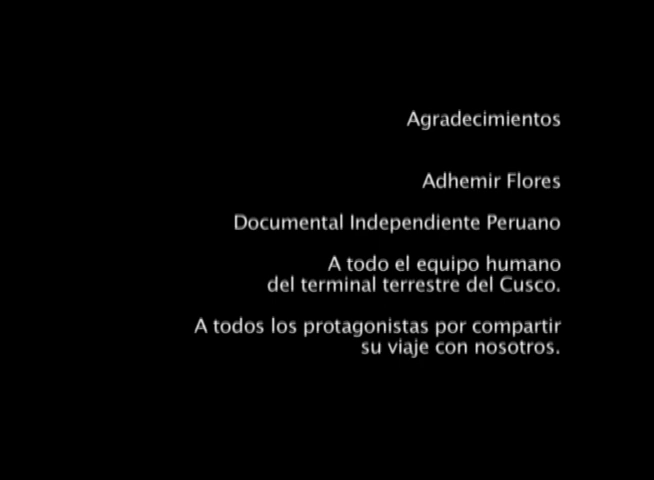 Agradecimientos
Adhemir Flores
Documental Independiente Peruano
A todo el equipo humano
del terminal terrestre del Cusco.
A todos los protagonistas por compartir
su viaje con nosotros.